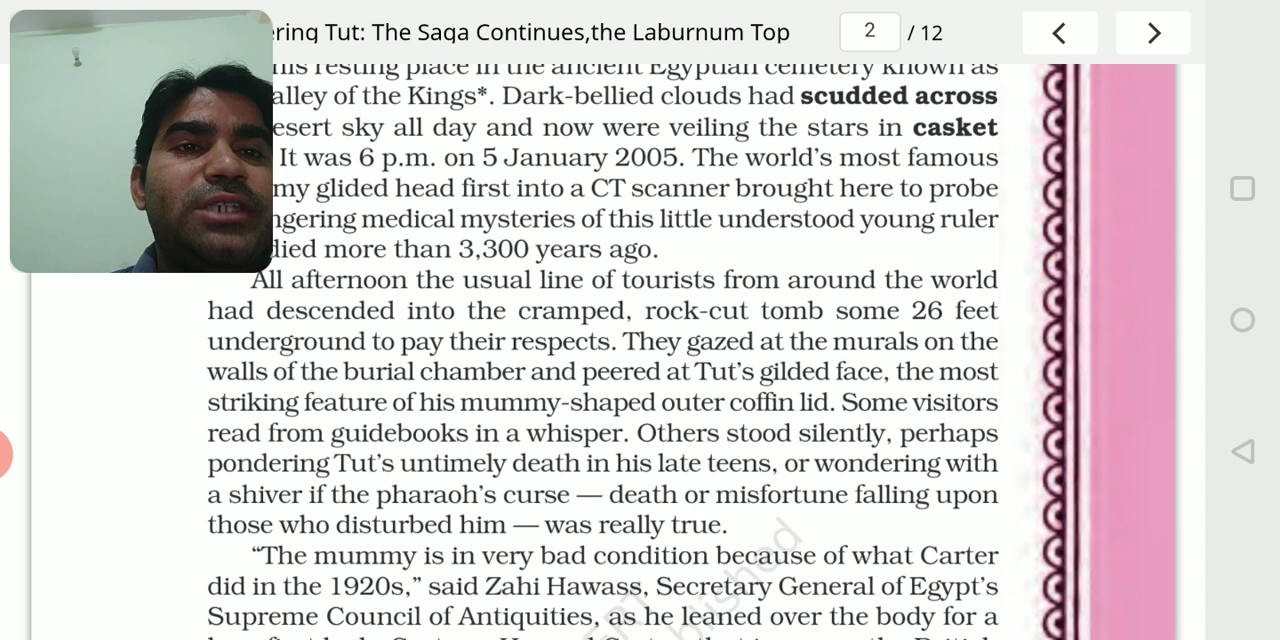 ering Tut: The Saga Continues,the Laburnum Top 2 / 12
his resting place in the ancient Egyptian cemetery known as
alley of the Kings*. Dark-bellied clouds had scudded across
esert sky all day and now were veiling the stars in casket
It was 6 p.m. on 5 January 2005. The world's most famous
my glided head first into a CT scanner brought here to probe
ngering medical mysteries of this little understood young ruler
died more than 3,300 years ago.
All afternoon the usual line of tourists from around the world
had descended into the cramped, rock-cut tomb some 26 feet
underground to pay their respects. They gazed at the murals on the
walls of the burial chamber and peered at Tut's gilded face, the most
striking feature of his mummy-shaped outer coffin lid. Some visitors
read from guidebooks in a whisper. Others stood silently, perhaps
pondering Tut's untimely death in his late teens, or wondering with
a shiver if the pharaoh's curse — death or misfortune falling upon
those who disturbed him — was really true.
“The mummy is in very bad condition because of what Carter
did in the 1920s,” said Zahi Hawass, Secretary General of Egypt's
Supreme Council of Antiquities, as he leaned over the body for a